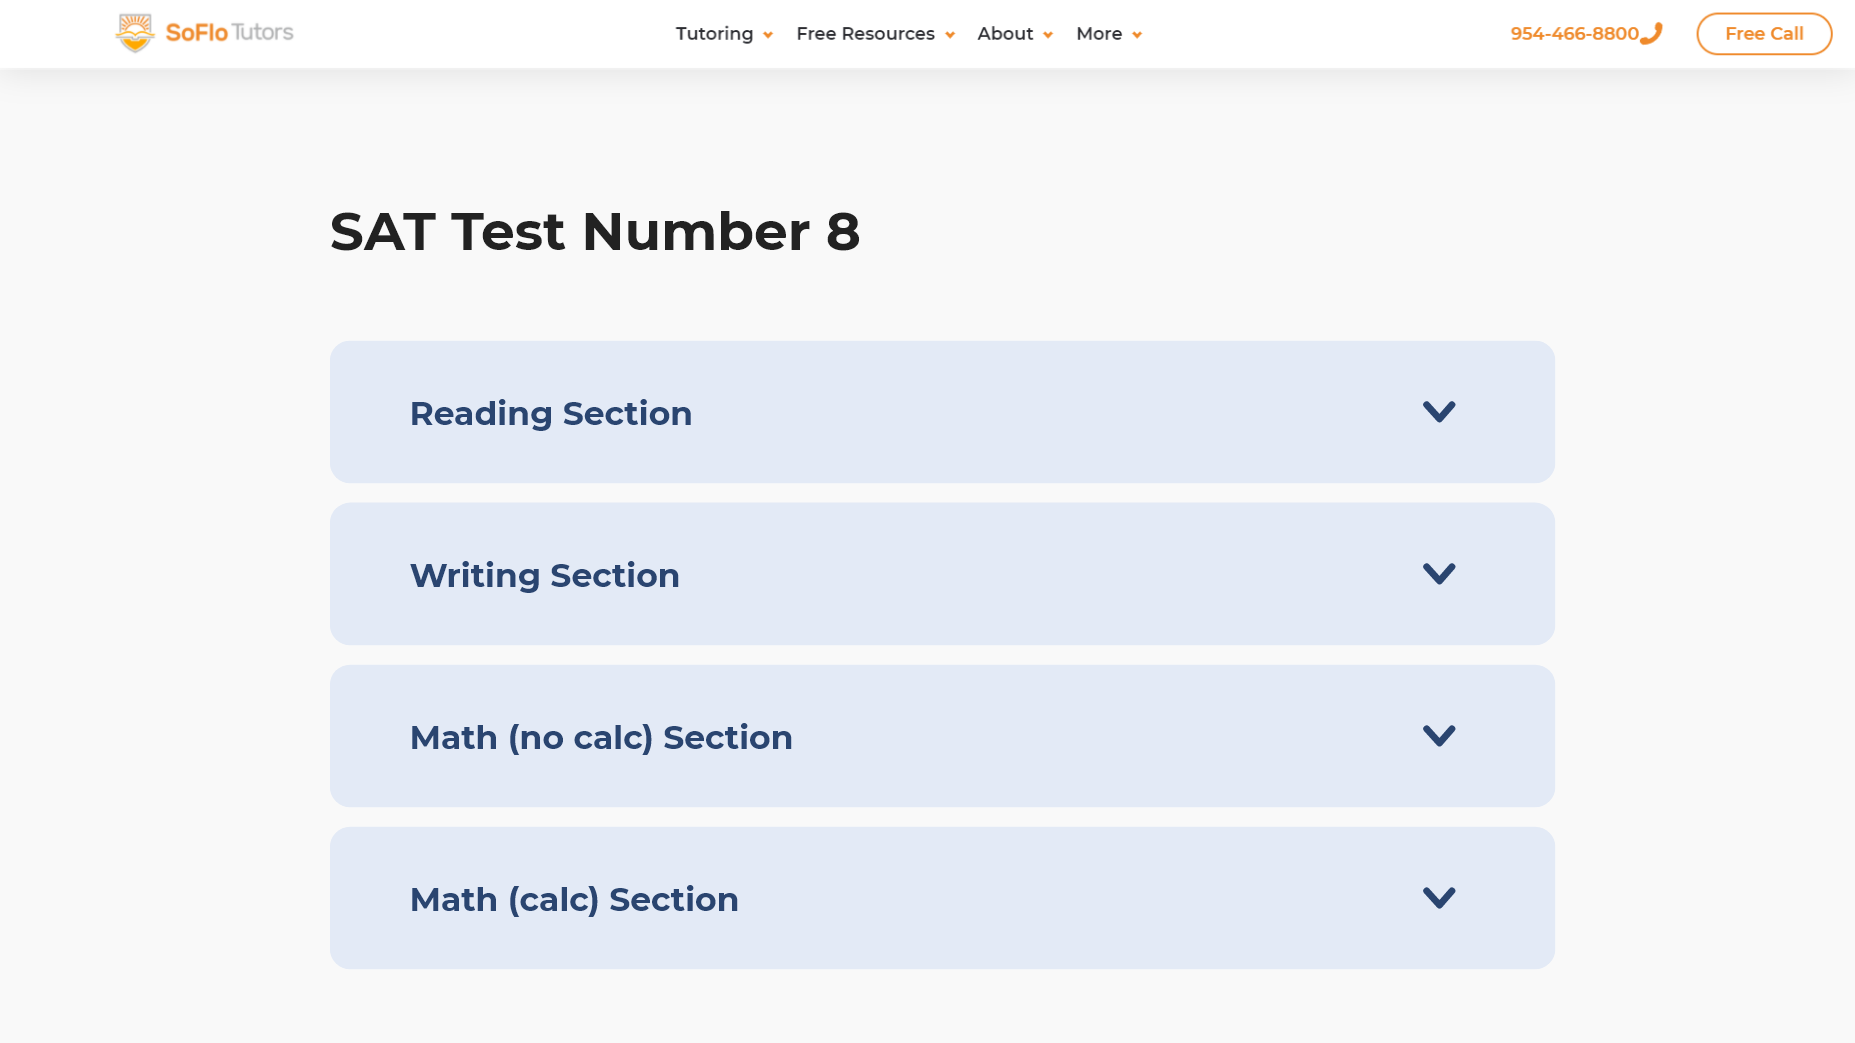 SoFlo Tutors
Tutoring Free Resources About More
954-466-8800 Free Call
SAT Test Number 8
Reading Section
Writing Section
Math (no calc) Section
Math (calc) Section